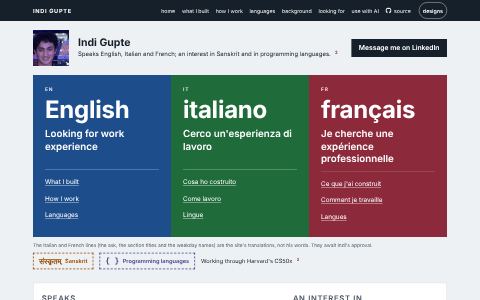 INDI GUPTE
home what I built how I work languages background looking for use with AI source designs
Indi Gupte
Speaks English, Italian and French; an interest in Sanskrit and in programming languages. 2
Message me on LinkedIn
EN
English
Looking for work
experience
What I built
How I work
Languages
IT
italiano
Cerco un'esperienza di
lavoro
Cosa ho costruito
Come lavoro
Lingue
FR
français
Je cherche une
expérience
professionnelle
Ce que j'ai construit
Comment je travaille
Langues
The Italian and French lines (the ask, the section titles and the weekday names) are the site's translations, not his words. They await Indi's approval.
संस्कृतम् Sanskrit { } Programming languages Working through Harvard's CS50x 2
SPEAKS
AN INTEREST IN